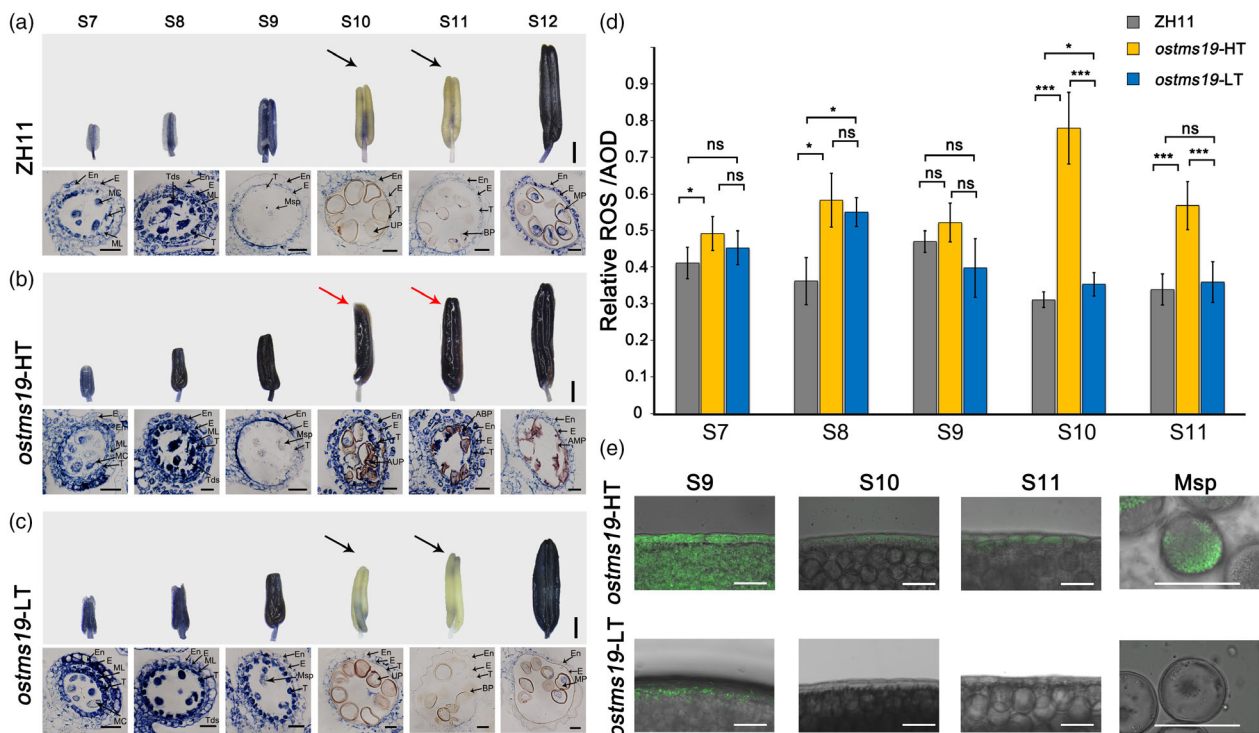 (a)
S7 S8 S9 S10 S11 S12
ZH11
En E MC T ML
Tds En E ML T
T En E Msp
En E T UP
En E T BP
En E MP
(b)
ostms19-HT
E En ML MC T
En E ML T Tds
En E Msp T
En E T AUP
ABP En E T
En E AMP
(c)
ostms19-LT
En E ML T MC
En E ML T Tds
En E T Msp
En E T UP
En E T BP
En E MP
(d)
ZH11
ostms19-HT
ostms19-LT
Relative ROS /AOD
0.9
0.8
0.7
0.6
0.5
0.4
0.3
0.2
0.1
0
ns
* ns
*
* ns
ns
ns ns
*
*** ***
ns
*** ***
S7 S8 S9 S10 S11
(e)
S9 S10 S11 Msp
ostms19-HT
ostms19-LT